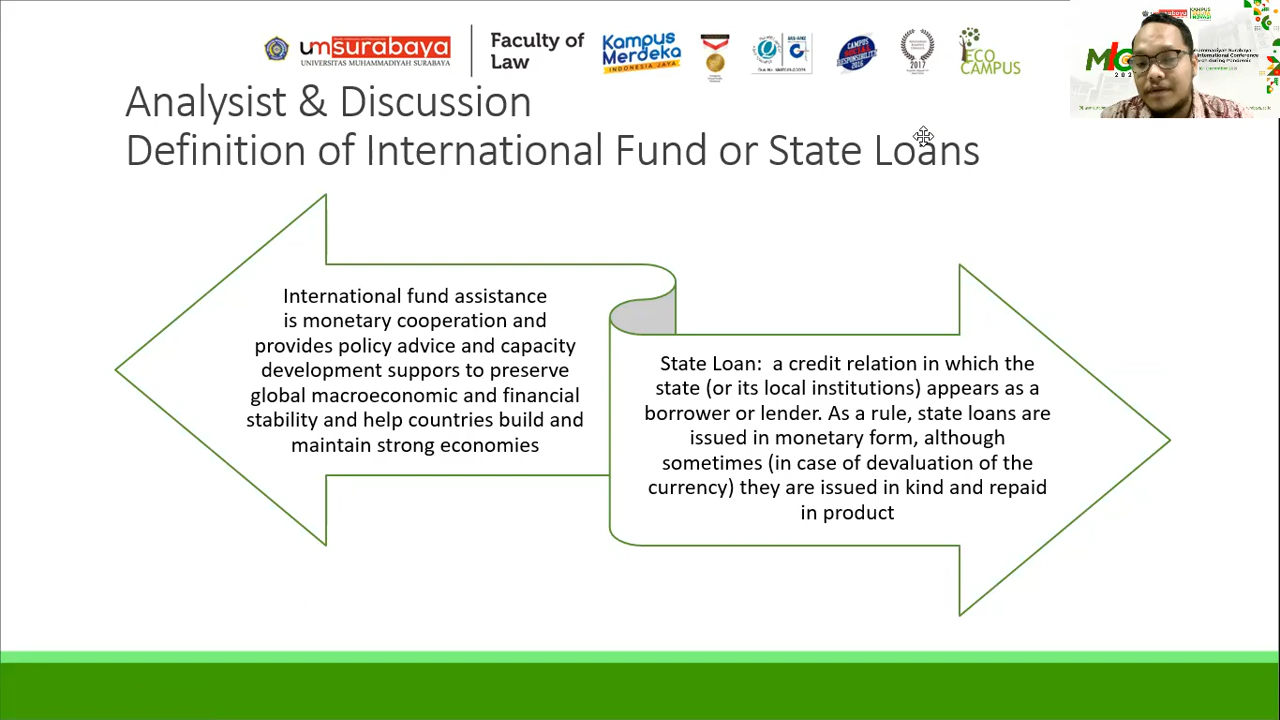 umsurabaya
UNIVERSITAS MUHAMMADIYAH SURABAYA
Faculty of
Law
Kampus
Merdeka
INDONESIA JAYA
CAMPUS
SOCIAL
RESPONSIBILITY
2017
ECO
CAMPUS
Analysist & Discussion
Definition of International Fund or State Loans
International fund assistance
is monetary cooperation and
provides policy advice and capacity
development suppors to preserve
global macroeconomic and financial
stability and help countries build and
maintain strong economies
State Loan:  a credit relation in which the
state (or its local institutions) appears as a
borrower or lender. As a rule, state loans are
issued in monetary form, although
sometimes (in case of devaluation of the
currency) they are issued in kind and repaid
in product